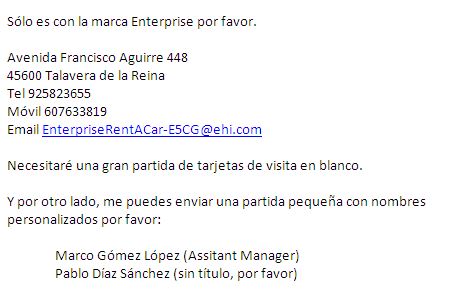 Sólo es con la marca Enterprise por favor.
Avenida Francisco Aguirre 448
45600 Talavera de la Reina
Tel 925823655
Móvil 607633819
Email EnterpriseRentACar-E5CG@ehi.com
Necesitaré una gran partida de tarjetas de visita en blanco.
Y por otro lado, me puedes enviar una partida pequeña con nombres
personalizados por favor:
Marco Gómez López (Assitant Manager)
Pablo Díaz Sánchez (sin título, por favor)